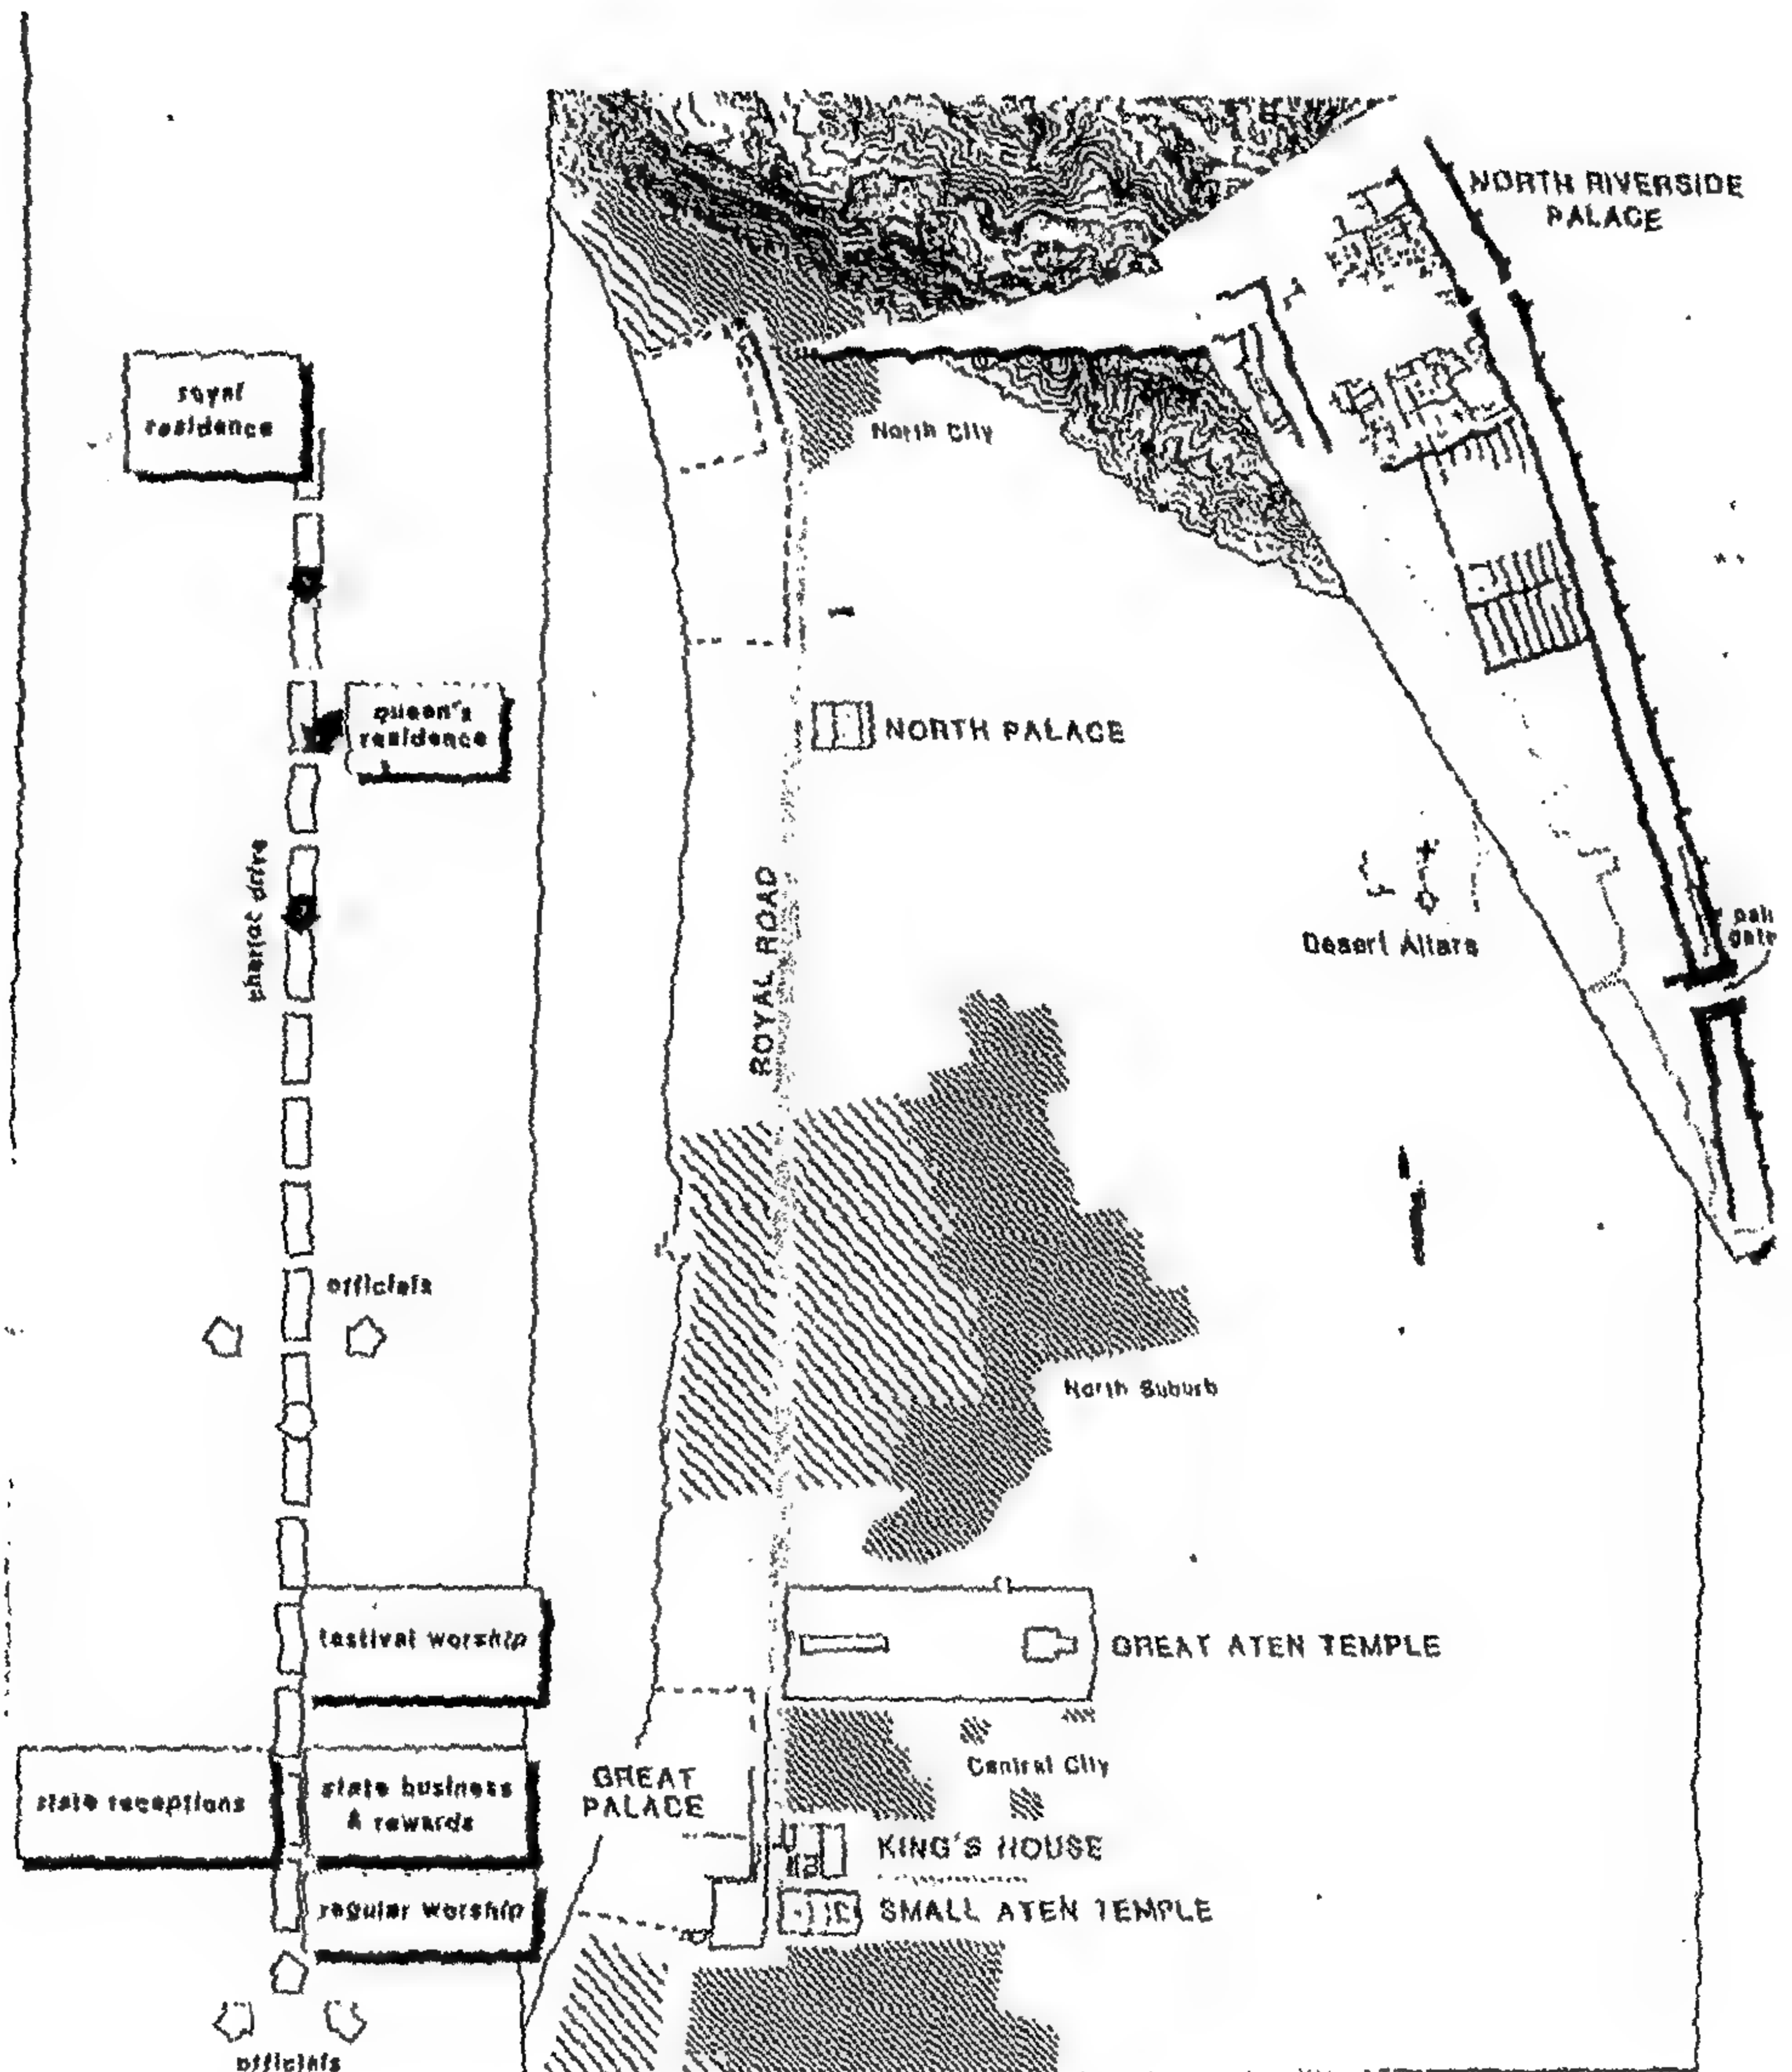 NORTH RIVERSIDE
PALACE
royal
residence
North City
queen's
residence
NORTH PALACE
chariot drive
ROYAL ROAD
Desert Altars
officials
North Suburb
festival worship
GREAT ATEN TEMPLE
state receptions
state business
& rewards
GREAT
PALACE
Central City
KING'S HOUSE
regular worship
SMALL ATEN TEMPLE
officials